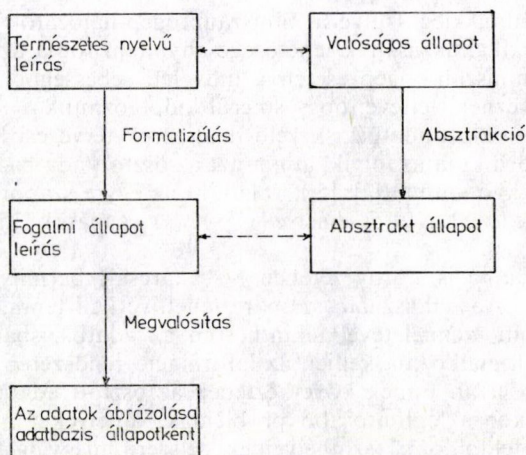 Természetes nyelvű
leírás
Valóságos állapot
Formalizálás
Absztrakció
Fogalmi állapot
leírás
Absztrakt állapot
Megvalósítás
Az adatok ábrázolása
adatbázis állapotként